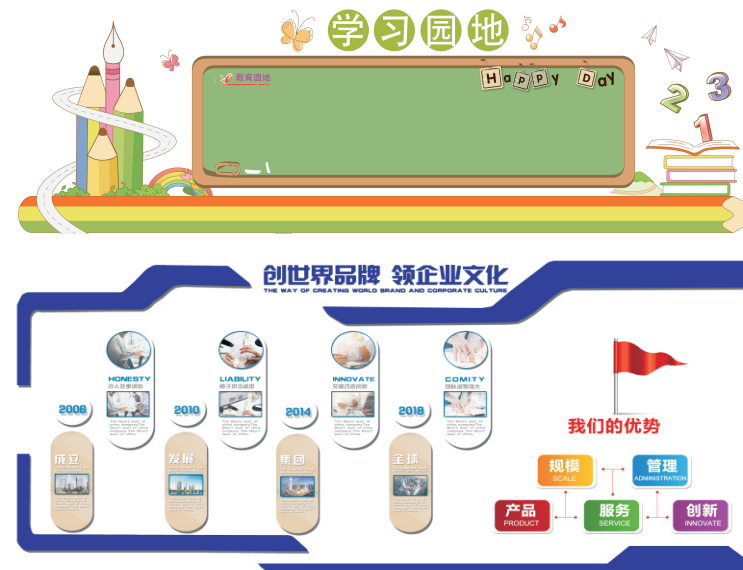 学习园地
教育园地
Happy Day
2
3
1
创世界品牌 领企业文化
THE WAY OF CREATING WORLD BRAND AND CORPORATE CULTURE
HONESTY
LIABILITY
INNOVATE
COMITY
2006
2010
2014
2018
成立
发展
集团
全球
我们的优势
规模
SCALE
管理
ADMINISTRATION
产品
PRODUCT
服务
SERVICE
创新
INNOVATE